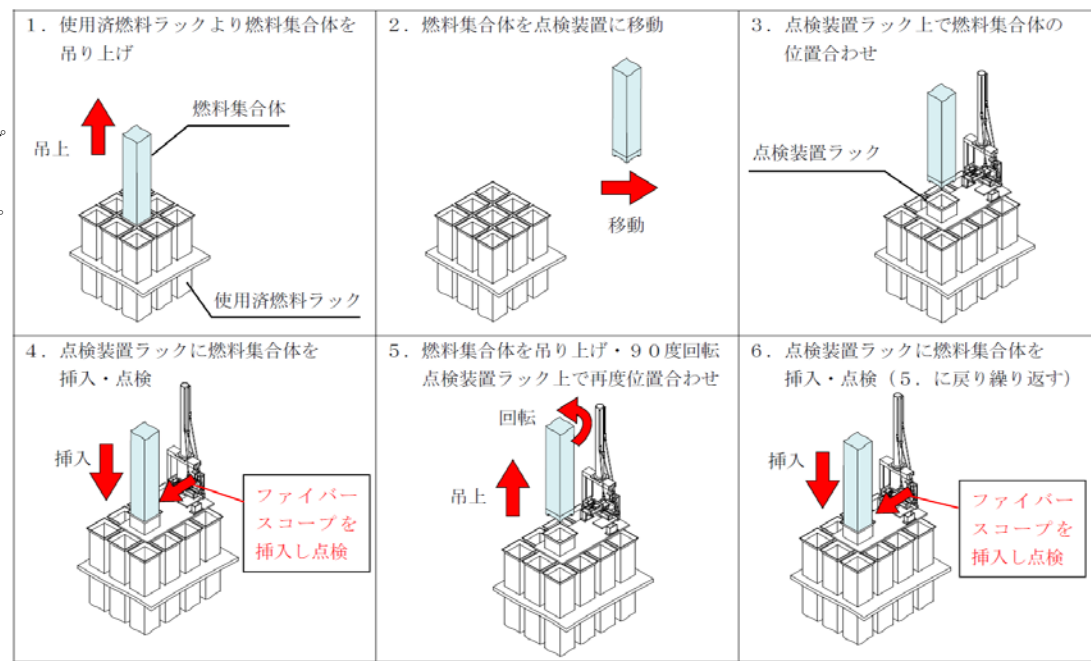 １．使用済燃料ラックより燃料集合体を
吊り上げ
燃料集合体
吊上
使用済燃料ラック
２．燃料集合体を点検装置に移動
移動
３．点検装置ラック上で燃料集合体の
位置合わせ
点検装置ラック
４．点検装置ラックに燃料集合体を
挿入・点検
挿入
ファイバー
スコープを
挿入し点検
５．燃料集合体を吊り上げ・９０度回転
点検装置ラック上で再度位置合わせ
回転
吊上
６．点検装置ラックに燃料集合体を
挿入・点検（５．に戻り繰り返す）
挿入
ファイバー
スコープを
挿入し点検